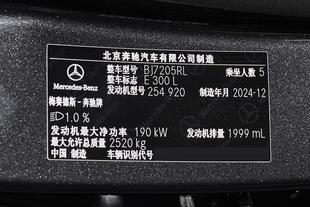 北京奔驰汽车有限公司制造
整车型号 BJ7205RL 乘坐人数 5
整车型号 E 300 L
Mercedes-Benz 发动机型号 254 920 制造年月 2024-12
梅赛德斯-奔驰牌
1.0 %
发动机最大净功率 190 kW 发动机排量 1999 mL
最大允许总质量 2520 kg
中国 制造 车辆识别代号